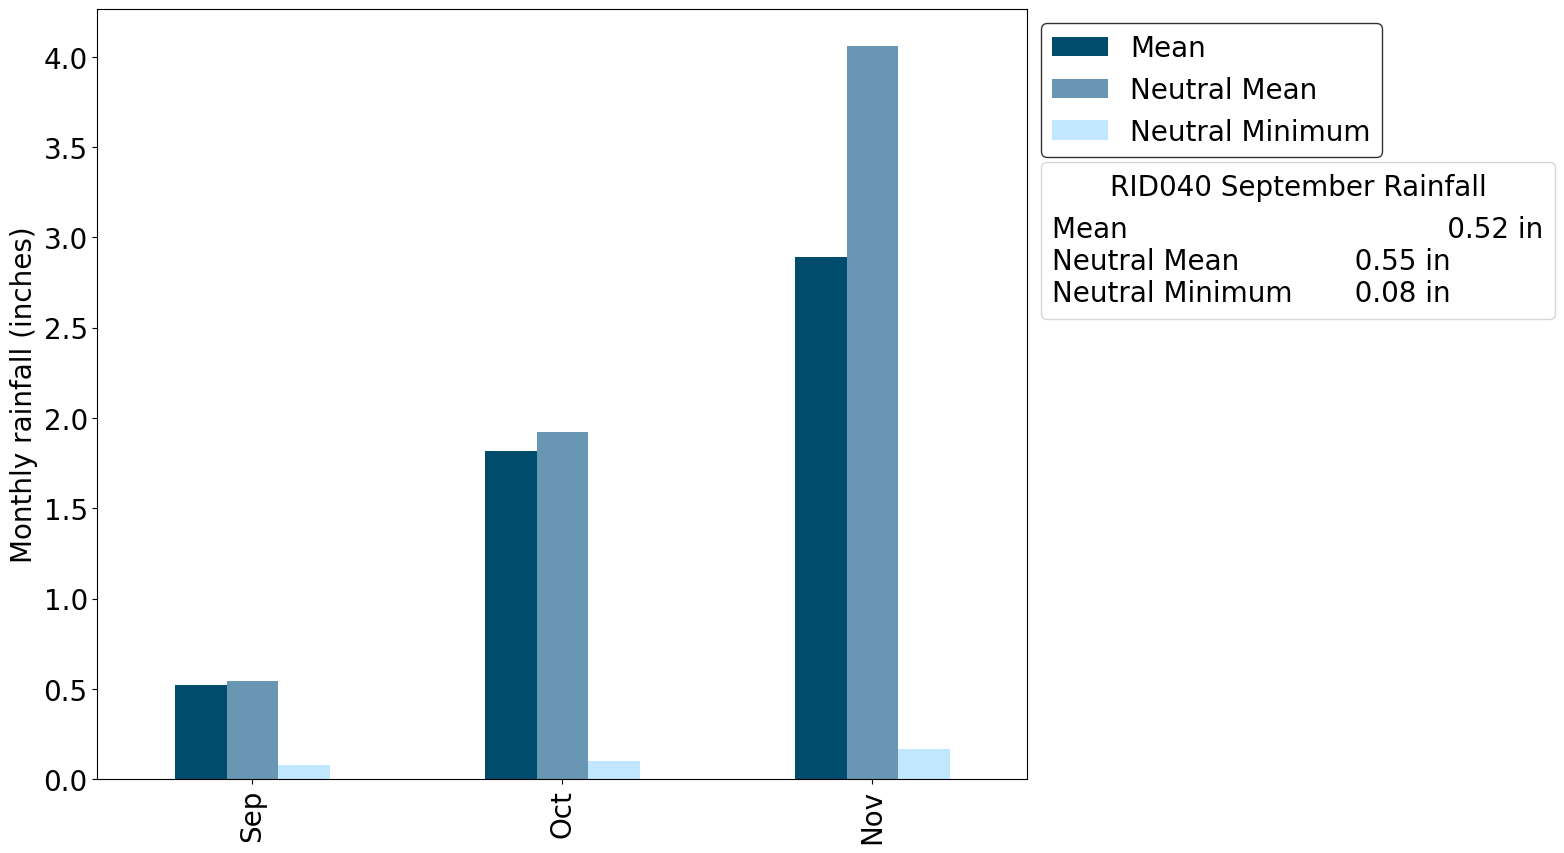 Mean
Neutral Mean
Neutral Minimum
RID040 September Rainfall
Mean 0.52 in
Neutral Mean 0.55 in
Neutral Minimum 0.08 in
Monthly rainfall (inches)
4.0
3.5
3.0
2.5
2.0
1.5
1.0
0.5
0.0
Sep
Oct
Nov